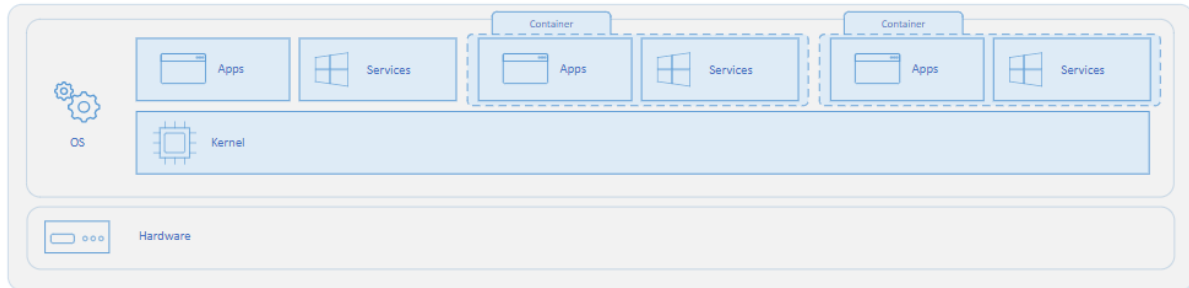 Container
Container
Apps
Services
Apps
Services
Apps
Services
OS
Kernel
Hardware